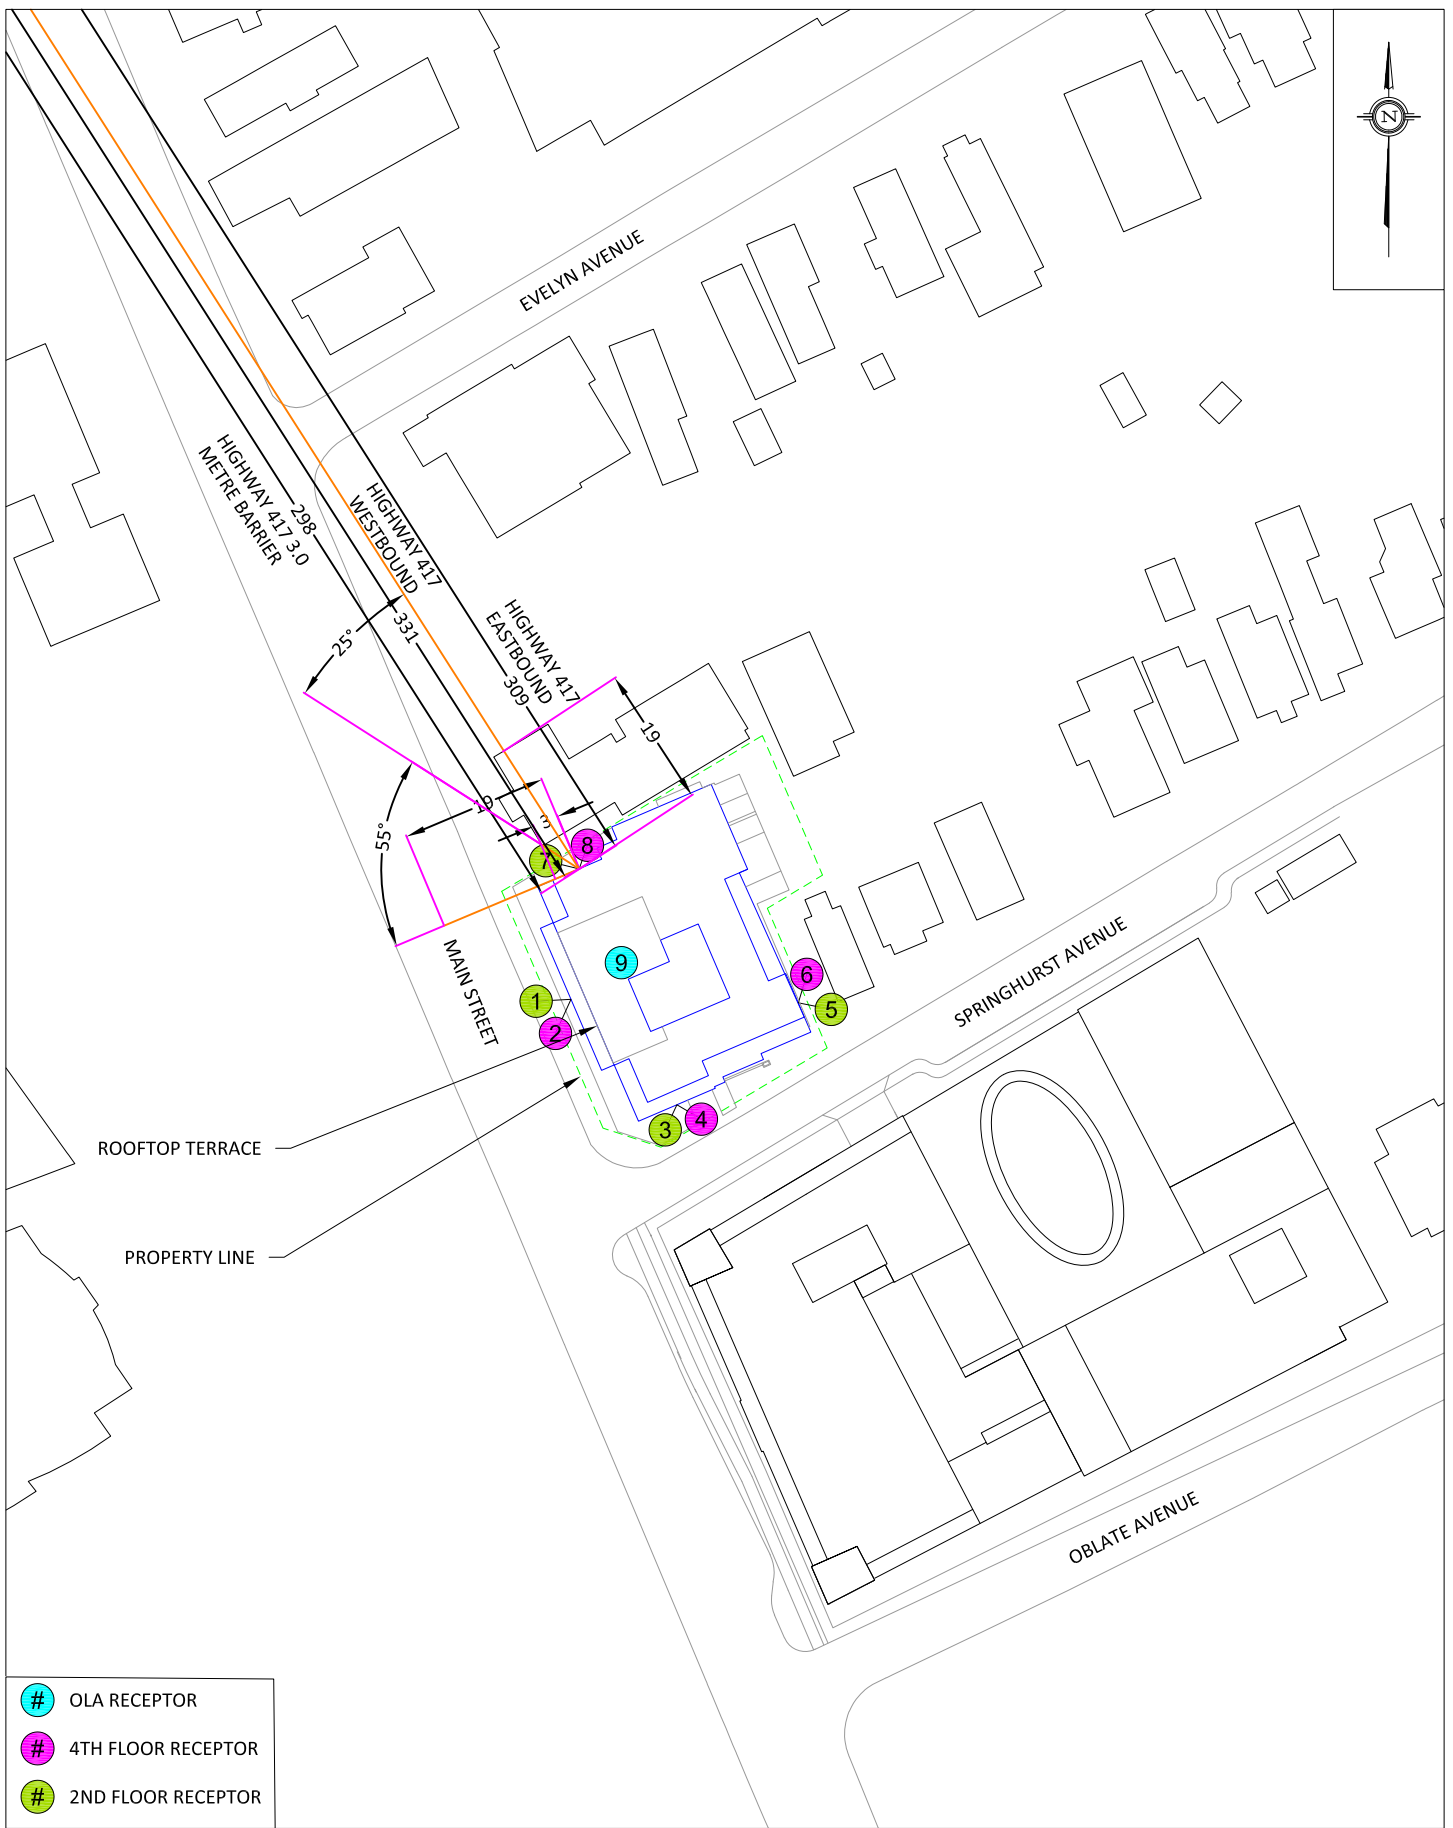 N
EVELYN AVENUE
HIGHWAY 417 3.0
METRE BARRIER
298
HIGHWAY 417
WESTBOUND
331
HIGHWAY 417
EASTBOUND
309
25°
55°
19
19
3
7
8
9
1
2
3
4
5
6
MAIN STREET
SPRINGHURST AVENUE
ROOFTOP TERRACE
PROPERTY LINE
OBLATE AVENUE
# OLA RECEPTOR
# 4TH FLOOR RECEPTOR
# 2ND FLOOR RECEPTOR